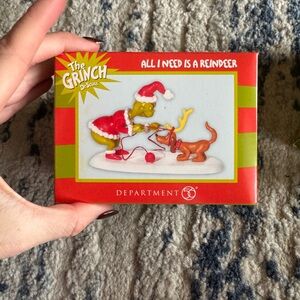 The
GRINCH
Dr. Seuss
ALL I NEED IS A REINDEER
DEPARTMENT 56